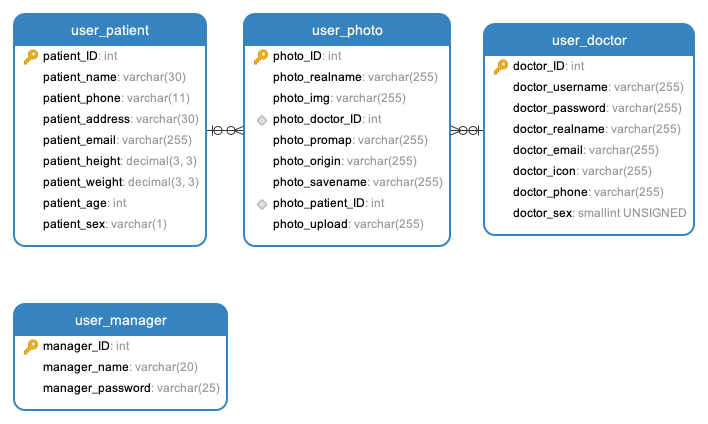 user_patient
patient_ID: int
patient_name: varchar(30)
patient_phone: varchar(11)
patient_address: varchar(30)
patient_email: varchar(255)
patient_height: decimal(3, 3)
patient_weight: decimal(3, 3)
patient_age: int
patient_sex: varchar(1)
user_photo
photo_ID: int
photo_realname: varchar(255)
photo_img: varchar(255)
photo_doctor_ID: int
photo_promap: varchar(255)
photo_origin: varchar(255)
photo_savename: varchar(255)
photo_patient_ID: int
photo_upload: varchar(255)
user_doctor
doctor_ID: int
doctor_username: varchar(255)
doctor_password: varchar(255)
doctor_realname: varchar(255)
doctor_email: varchar(255)
doctor_icon: varchar(255)
doctor_phone: varchar(255)
doctor_sex: smallint UNSIGNED
user_manager
manager_ID: int
manager_name: varchar(20)
manager_password: varchar(25)